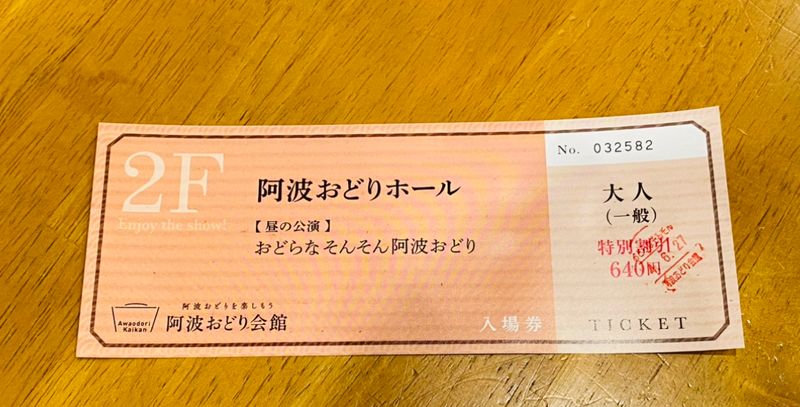 2F
Enjoy the show!
阿波おどりホール
【 昼の公演 】
おどらなそんそん阿波おどり
Awaodori
Kaikan
阿波おどりを楽しもう
阿波おどり会館
入場券
No. 032582
大人
(一般)
特別割引
640円
6.27
TICKET